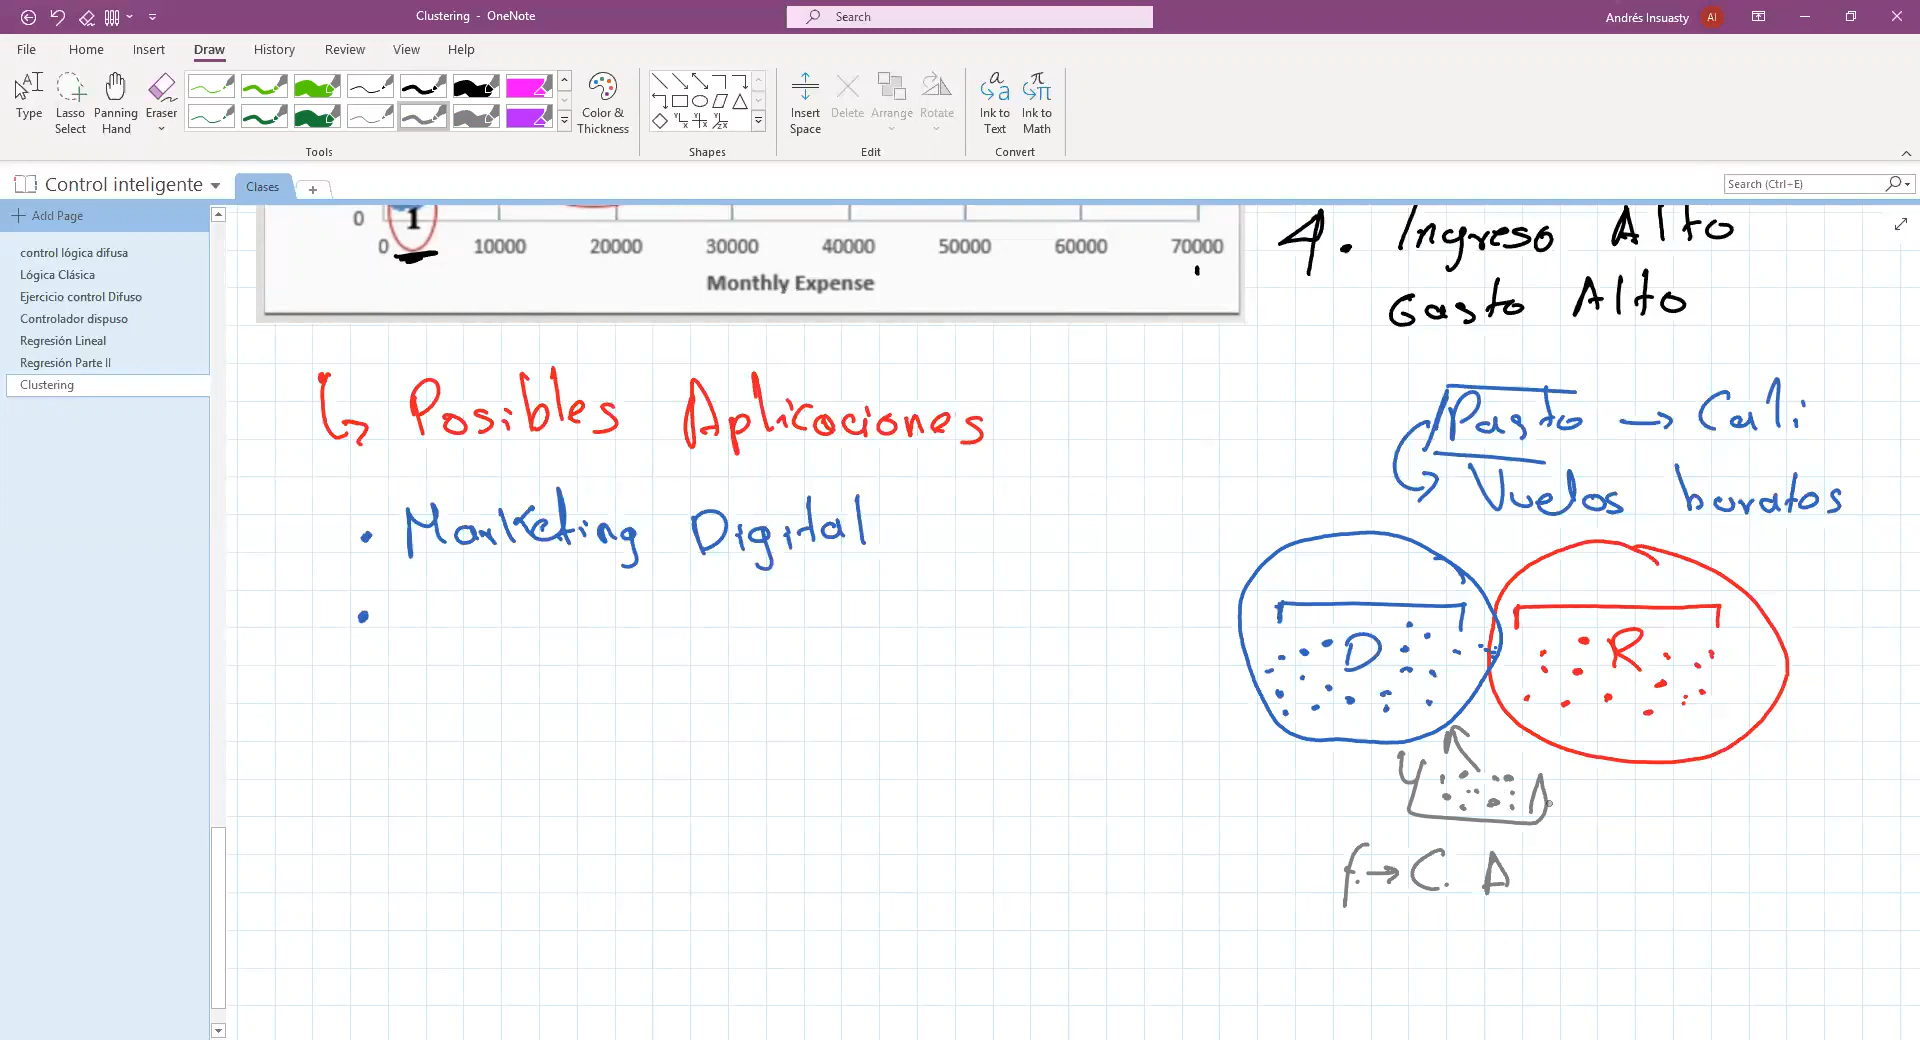 Clustering - OneNote
Search
Andrés Insuasty
AI
File Home Insert Draw History Review View Help
Type
Lasso Select
Panning Hand
Eraser
Color & Thickness
Insert Space
Delete
Arrange
Rotate
Ink to Text
Ink to Math
Tools
Shapes
Edit
Convert
Control inteligente
Clases
Search (Ctrl+E)
Add Page
control lógica difusa
Lógica Clásica
Ejercicio control Difuso
Controlador dispuso
Regresión Lineal
Regresión Parte II
Clustering
0
1
0 10000 20000 30000 40000 50000 60000 70000
Monthly Expense
4. Ingreso Alto
Gasto Alto
Posibles Aplicaciones
• Marketing Digital
•
Pasto → Cali
Vuelos baratos
D
R
f. → C. A